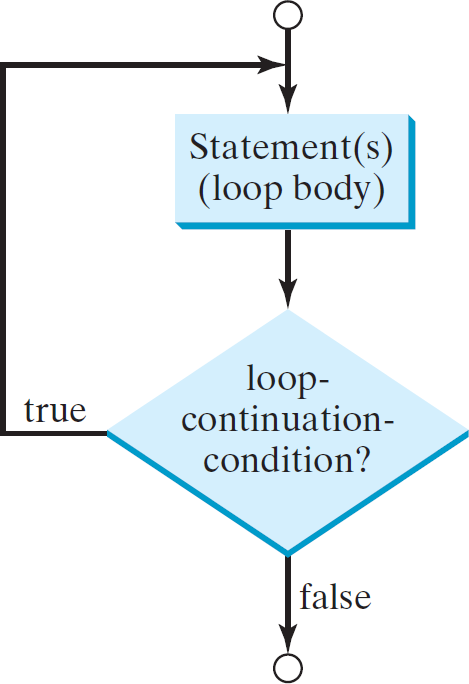 Statement(s)
(loop body)
loop-
continuation-
condition?
true
false